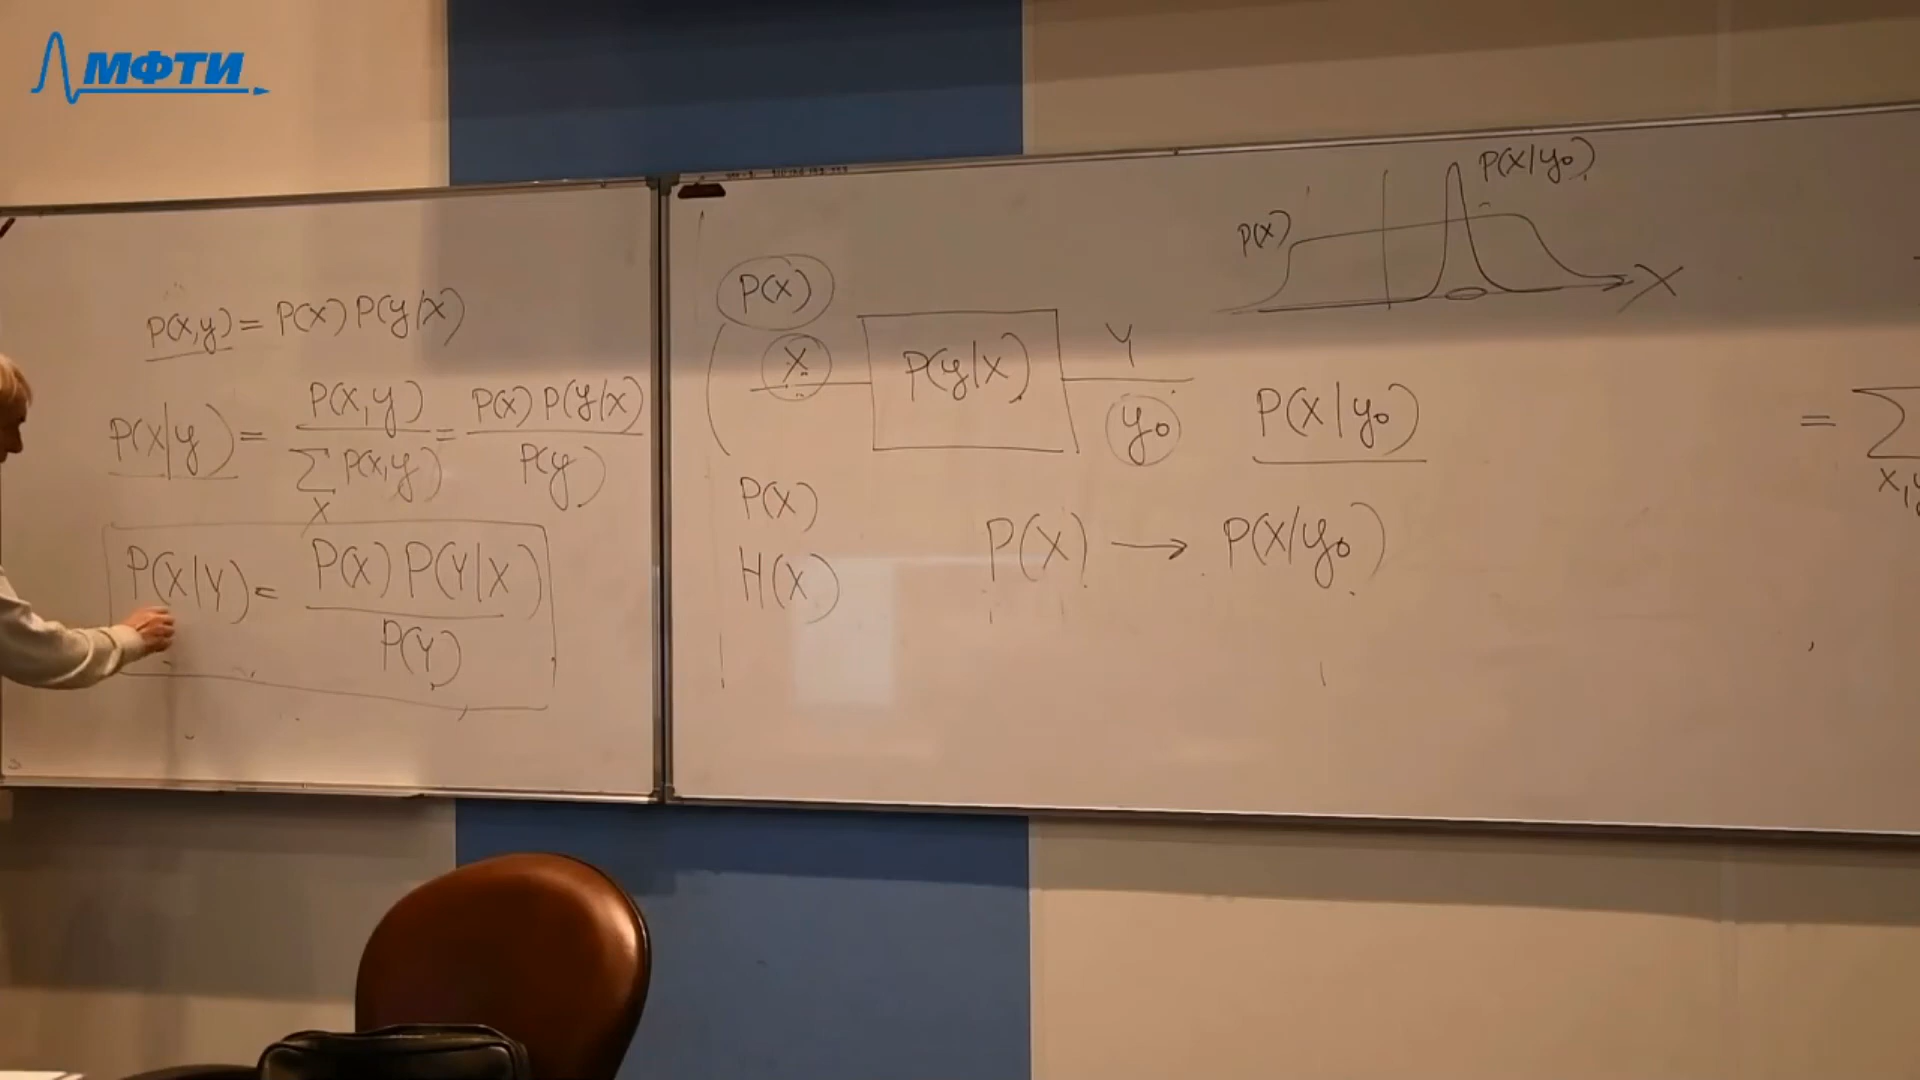 МФТИ
P(x,y) = P(x) P(y/x)
P(x|y) = P(x,y) / ∑x P(x,y) = P(x) P(y/x) / P(y)
P(X|Y) = P(X) P(Y|X) / P(Y)
P(x)
P(x/y₀)
X
P(x)
x
P(y/x)
Y
y₀
P(x|y₀)
P(x)
H(x)
P(x) → P(x/y₀)
= ∑